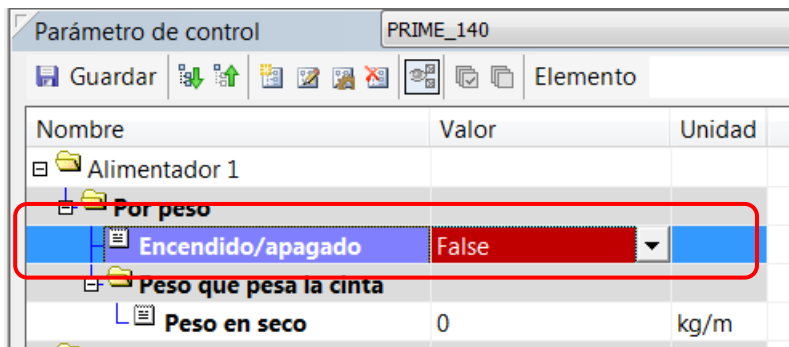 Parámetro de control PRIME_140
Guardar Elemento
Nombre Valor Unidad
Alimentador 1
Por peso
Encendido/apagado False
Peso que pesa la cinta
Peso en seco 0 kg/m